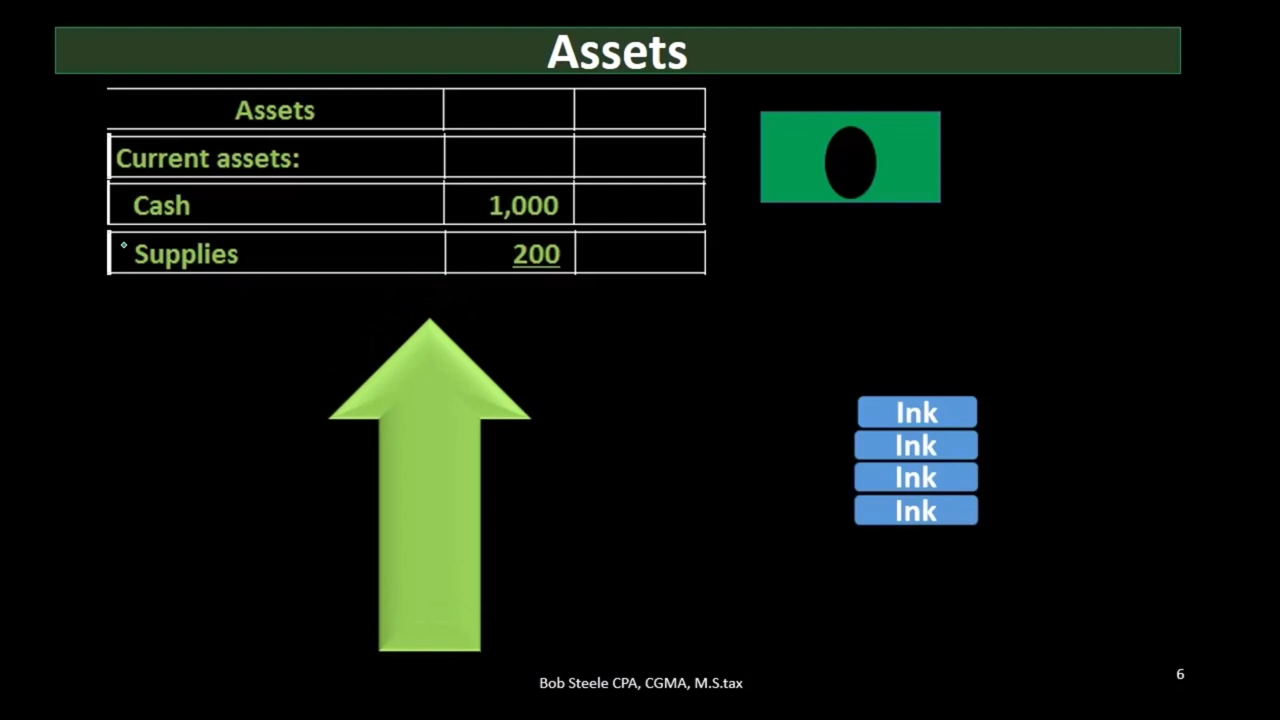 Assets
Assets
Current assets:
Cash 1,000
Supplies 200
Ink
Ink
Ink
Ink
Bob Steele CPA, CGMA, M.S.tax
6